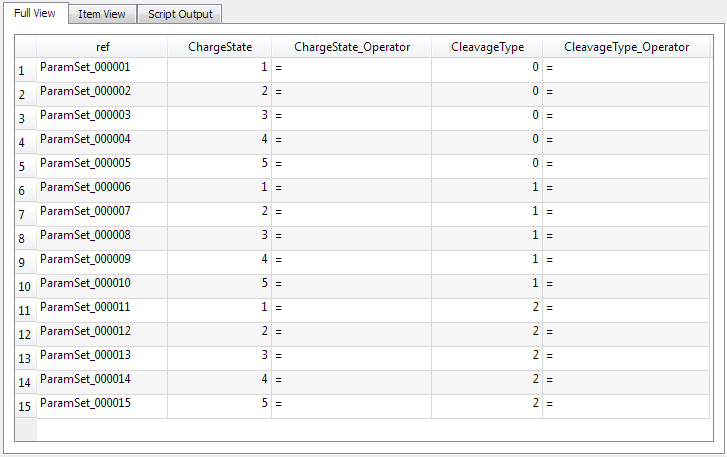 Full View Item View Script Output
ref ChargeState ChargeState_Operator CleavageType CleavageType_Operator
1 ParamSet_000001 1 = 0 =
2 ParamSet_000002 2 = 0 =
3 ParamSet_000003 3 = 0 =
4 ParamSet_000004 4 = 0 =
5 ParamSet_000005 5 = 0 =
6 ParamSet_000006 1 = 1 =
7 ParamSet_000007 2 = 1 =
8 ParamSet_000008 3 = 1 =
9 ParamSet_000009 4 = 1 =
10 ParamSet_000010 5 = 1 =
11 ParamSet_000011 1 = 2 =
12 ParamSet_000012 2 = 2 =
13 ParamSet_000013 3 = 2 =
14 ParamSet_000014 4 = 2 =
15 ParamSet_000015 5 = 2 =